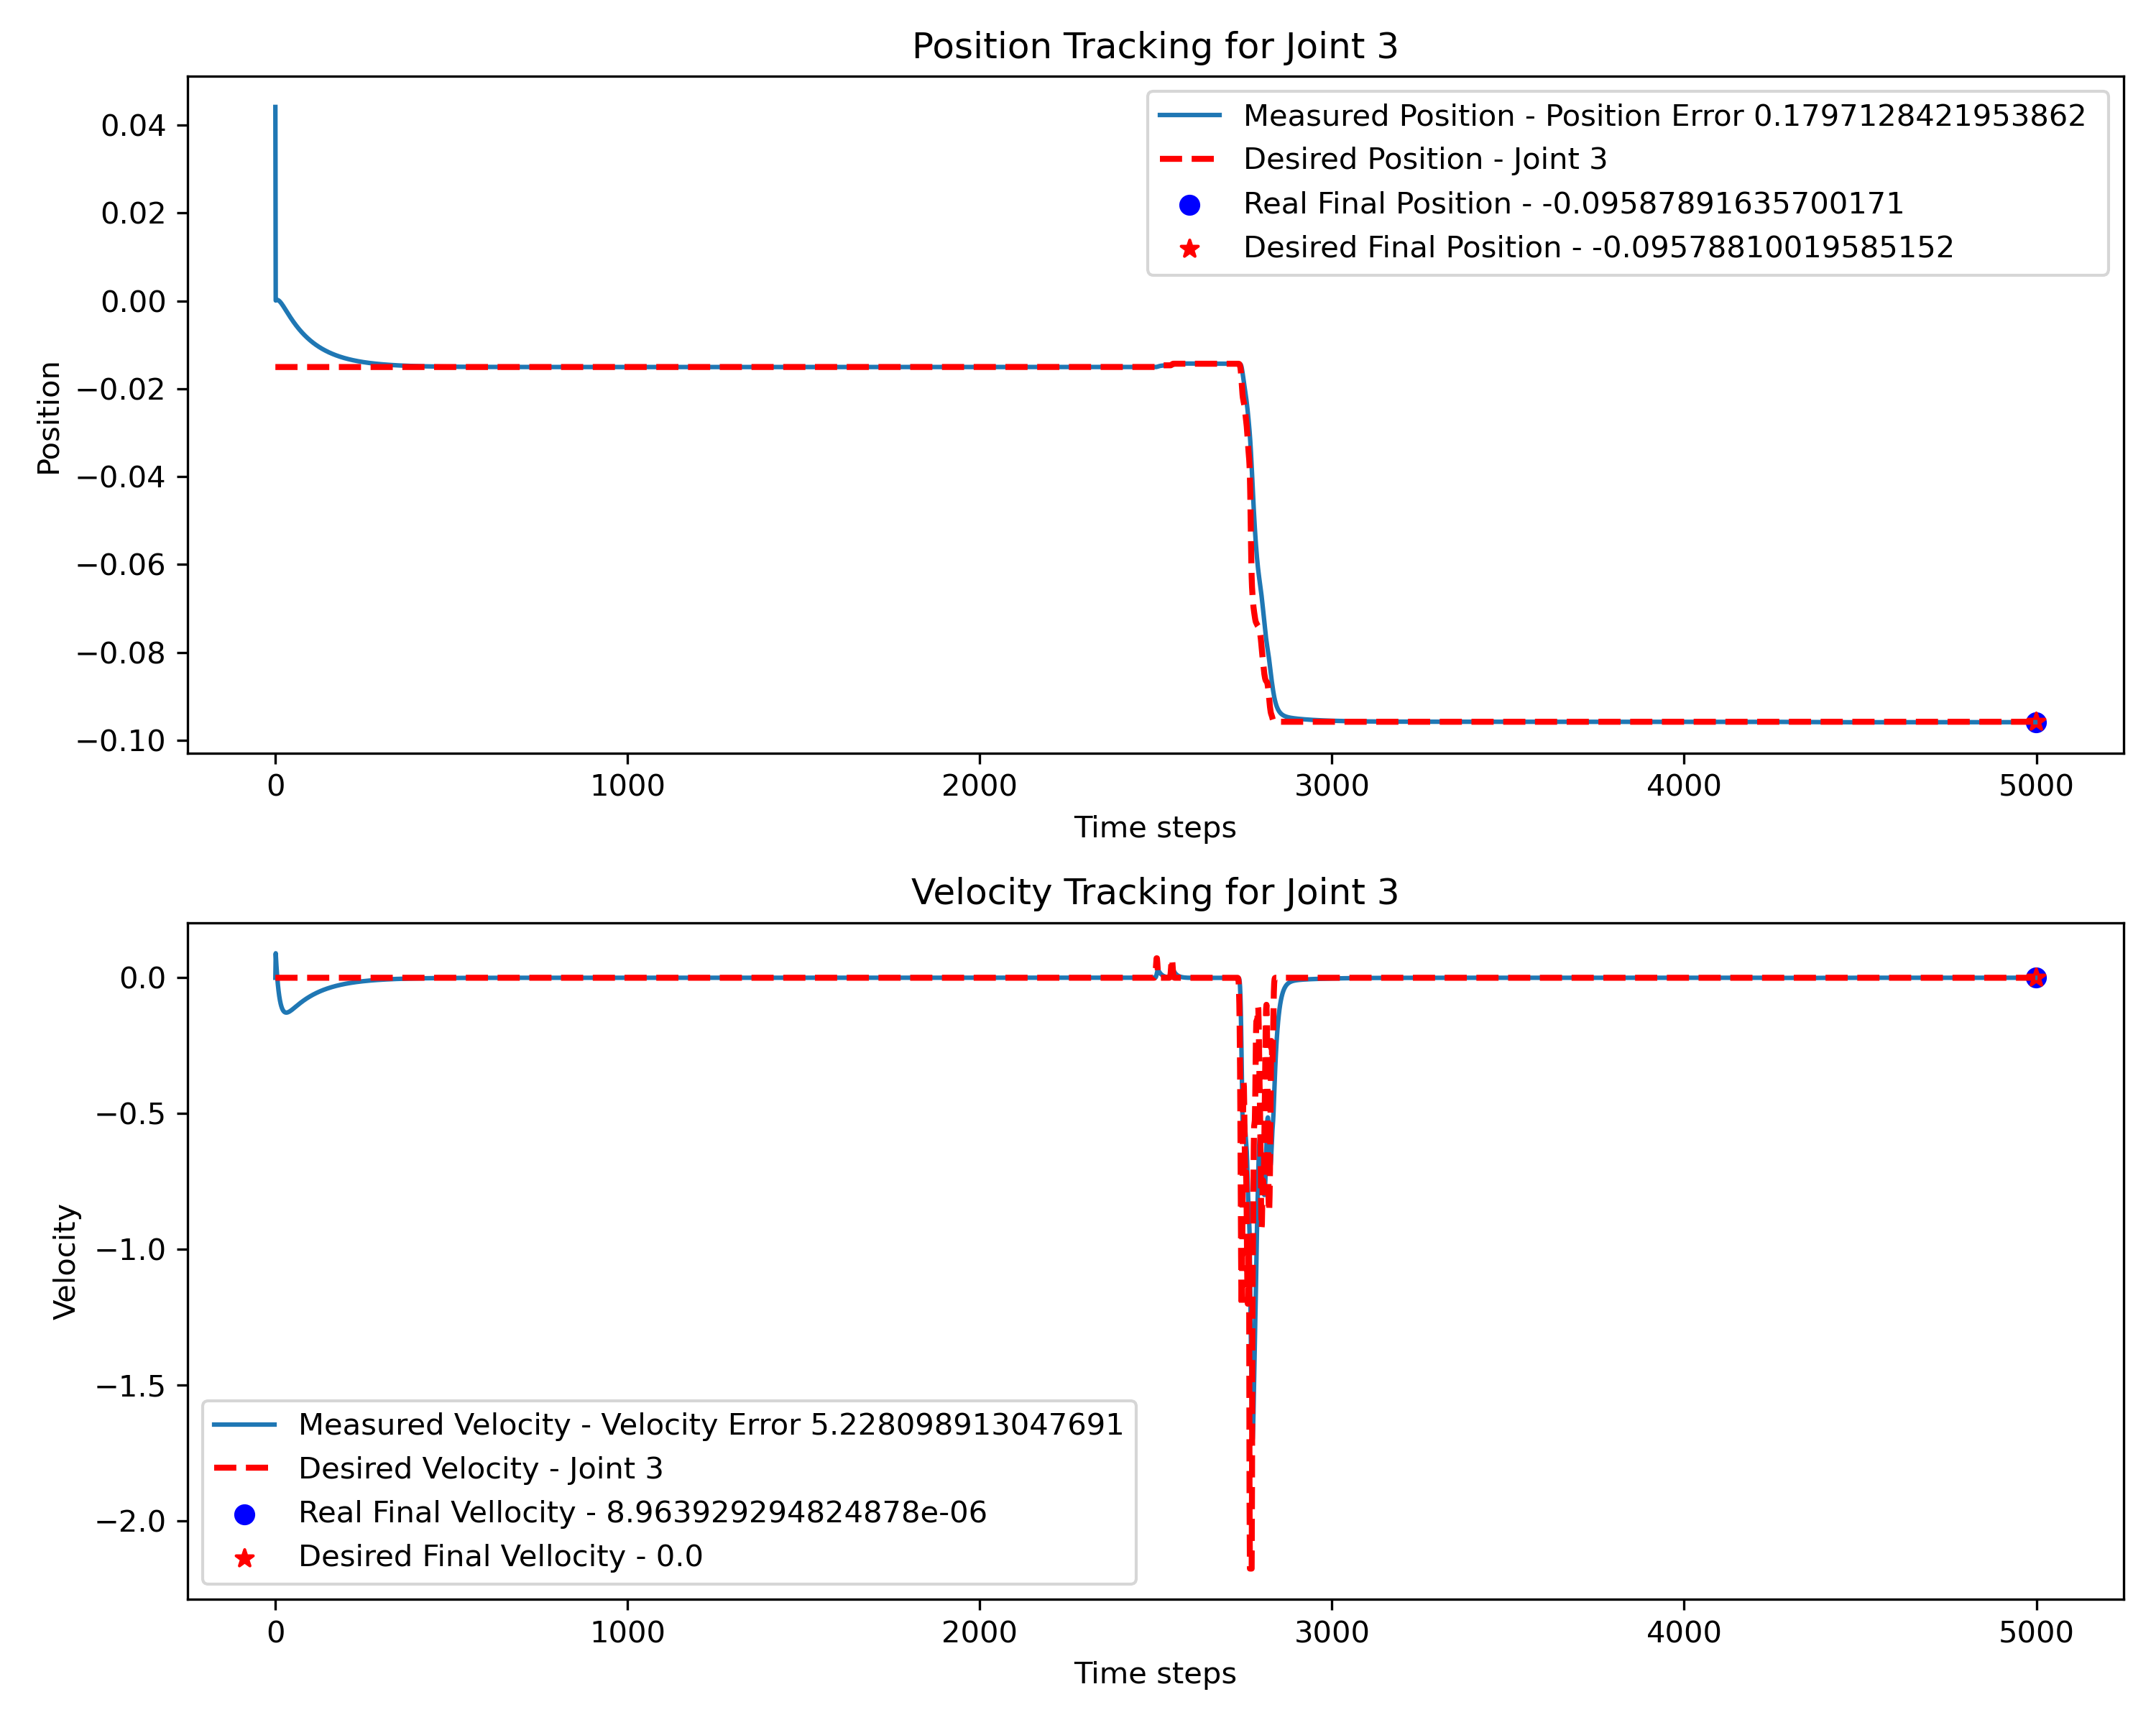 Position Tracking for Joint 3
Measured Position - Position Error 0.1797128421953862
Desired Position - Joint 3
Real Final Position - -0.09587891635700171
Desired Final Position - -0.09578810019585152
0.04
0.02
0.00
−0.02
−0.04
−0.06
−0.08
−0.10
Position
0 1000 2000 3000 4000 5000
Time steps
Velocity Tracking for Joint 3
0.0
−0.5
−1.0
−1.5
−2.0
Velocity
Measured Velocity - Velocity Error 5.228098913047691
Desired Velocity - Joint 3
Real Final Vellocity - 8.963929294824878e-06
Desired Final Vellocity - 0.0
0 1000 2000 3000 4000 5000
Time steps